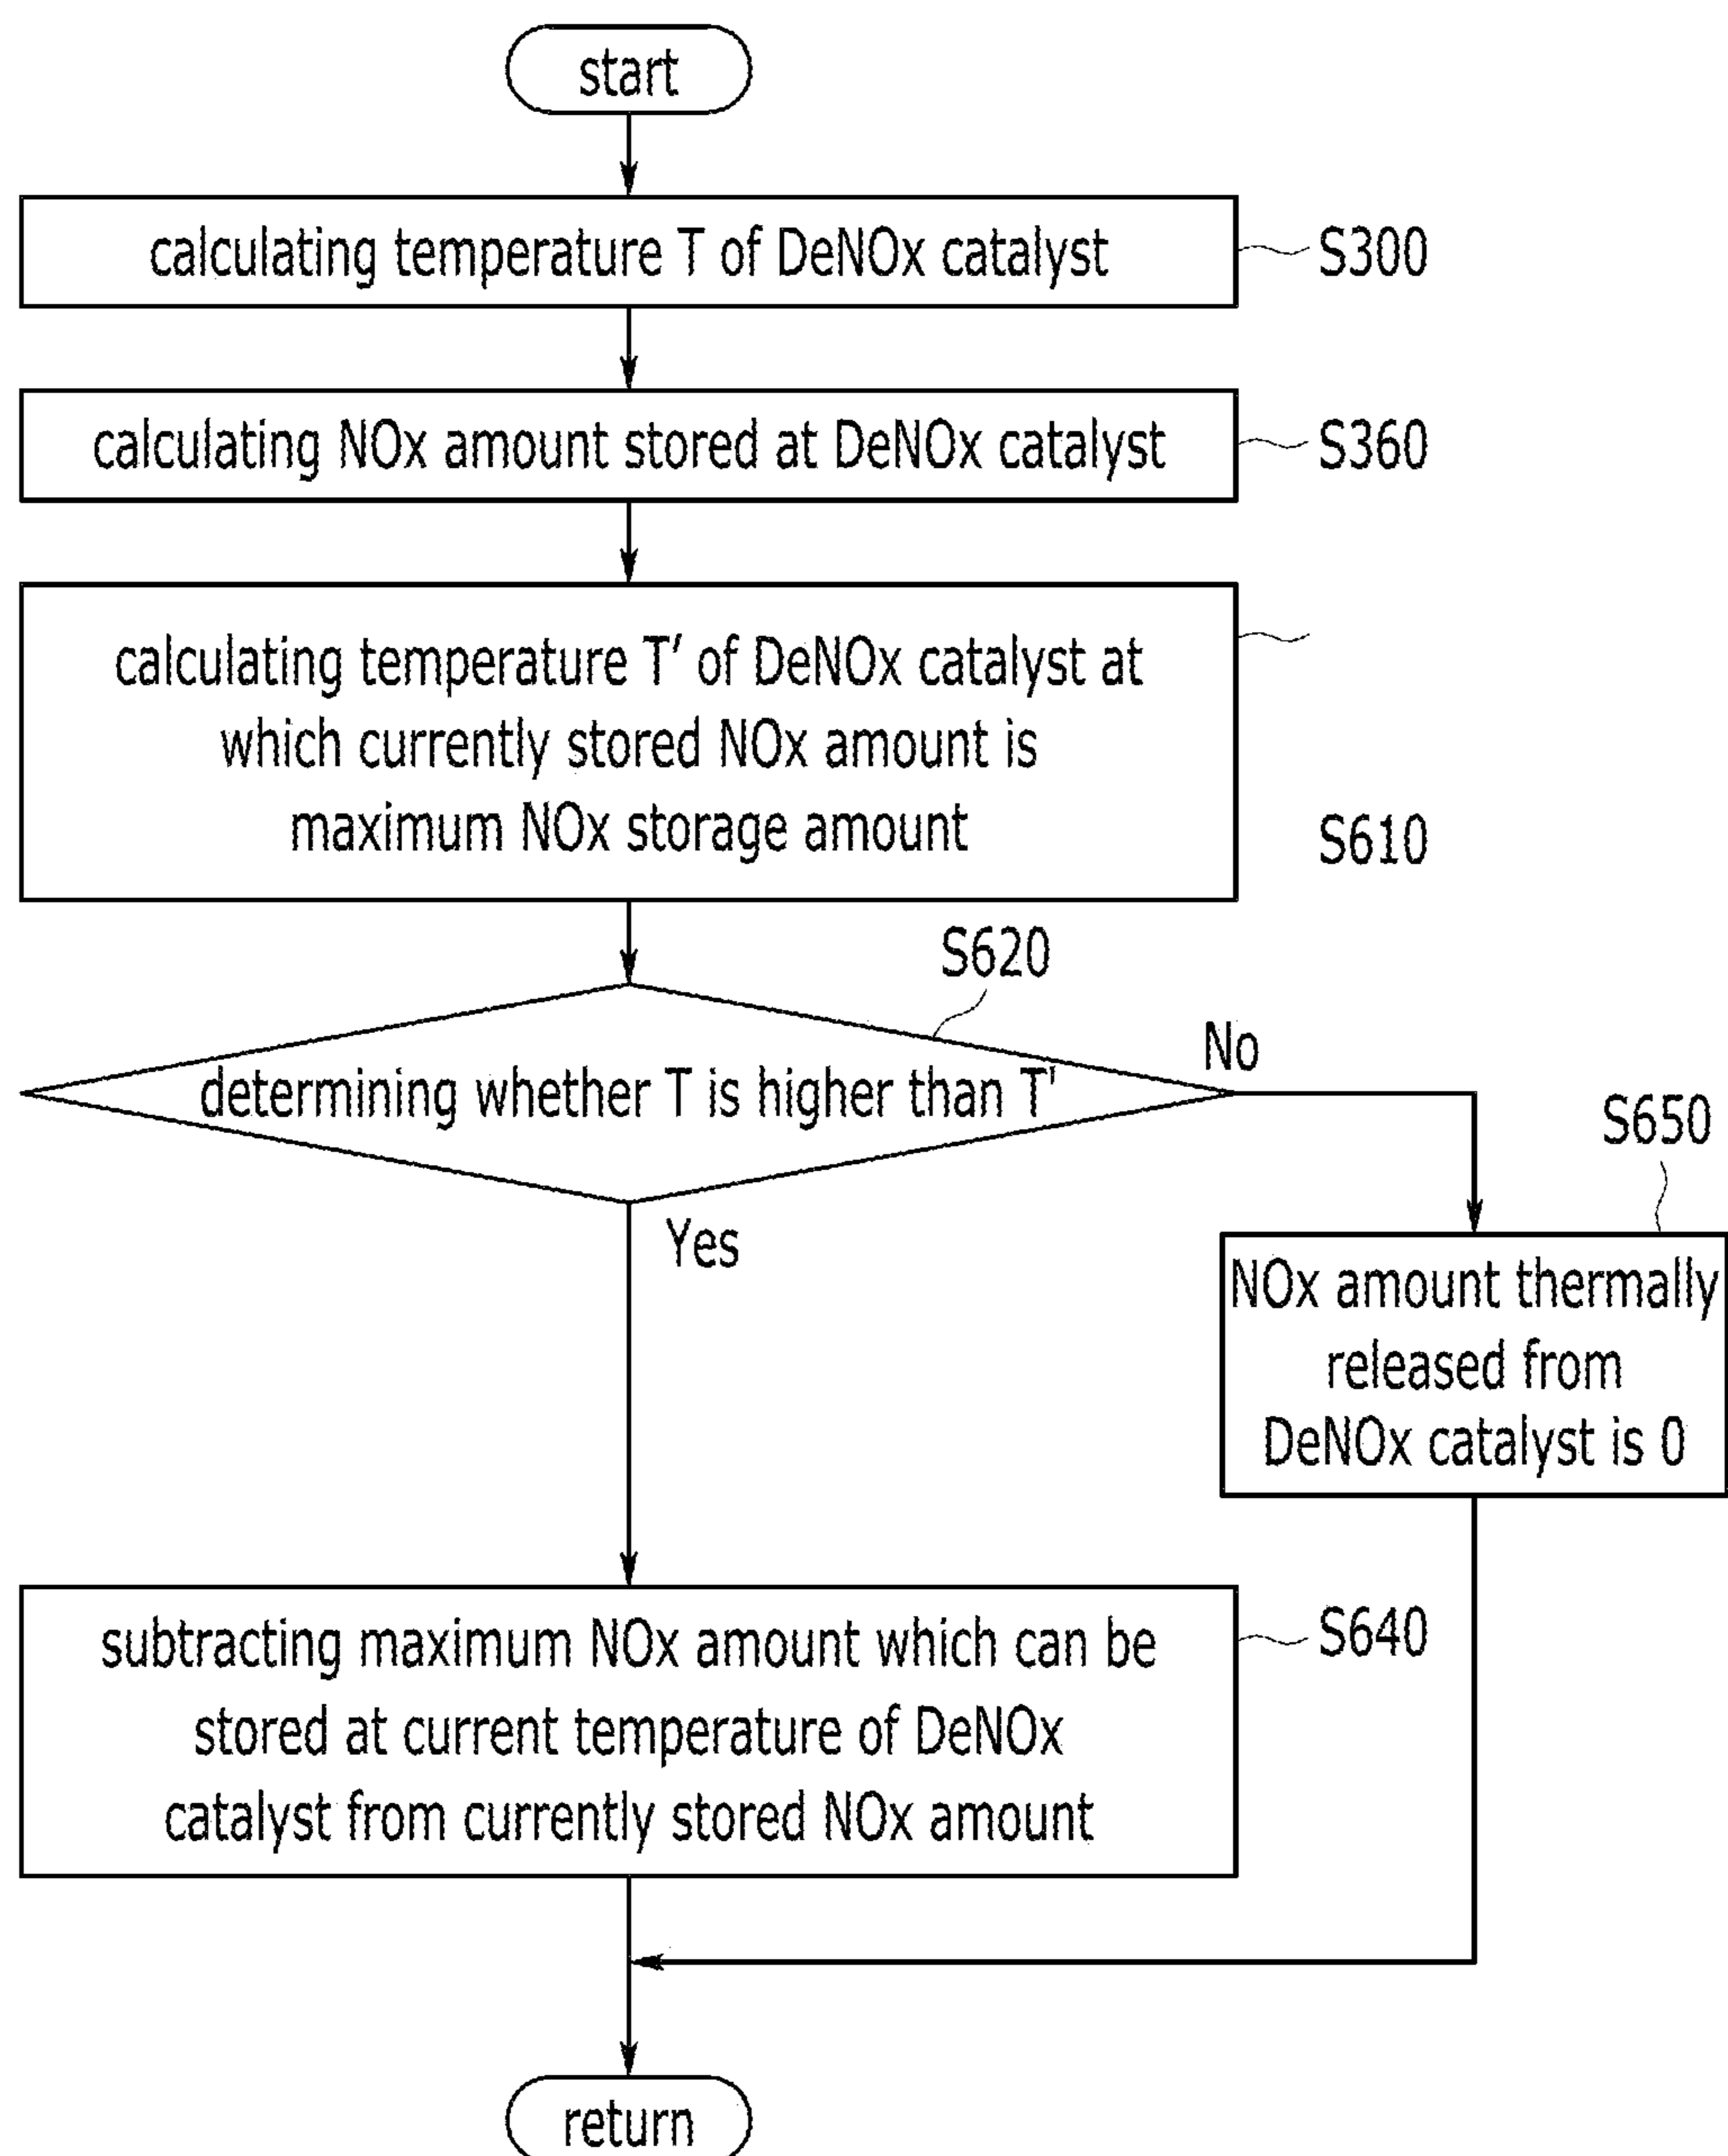 start
calculating temperature T of DeNOx catalyst
S300
calculating NOx amount stored at DeNOx catalyst
S360
calculating temperature T' of DeNOx catalyst at
which currently stored NOx amount is
maximum NOx storage amount
S610
S620
determining whether T is higher than T'
No
Yes
S650
NOx amount thermally
released from
DeNOx catalyst is 0
subtracting maximum NOx amount which can be
stored at current temperature of DeNOx
catalyst from currently stored NOx amount
S640
return